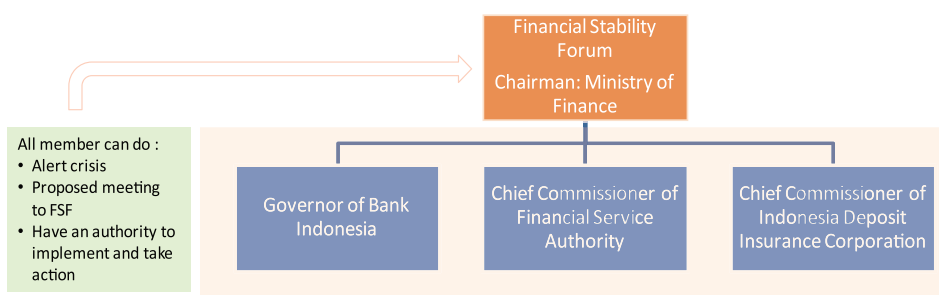 Financial Stability
Forum
Chairman: Ministry of
Finance
All member can do :
• Alert crisis
• Proposed meeting
to FSF
• Have an authority to
implement and take
action
Governor of Bank
Indonesia
Chief Commissioner of
Financial Service
Authority
Chief Commissioner of
Indonesia Deposit
Insurance Corporation